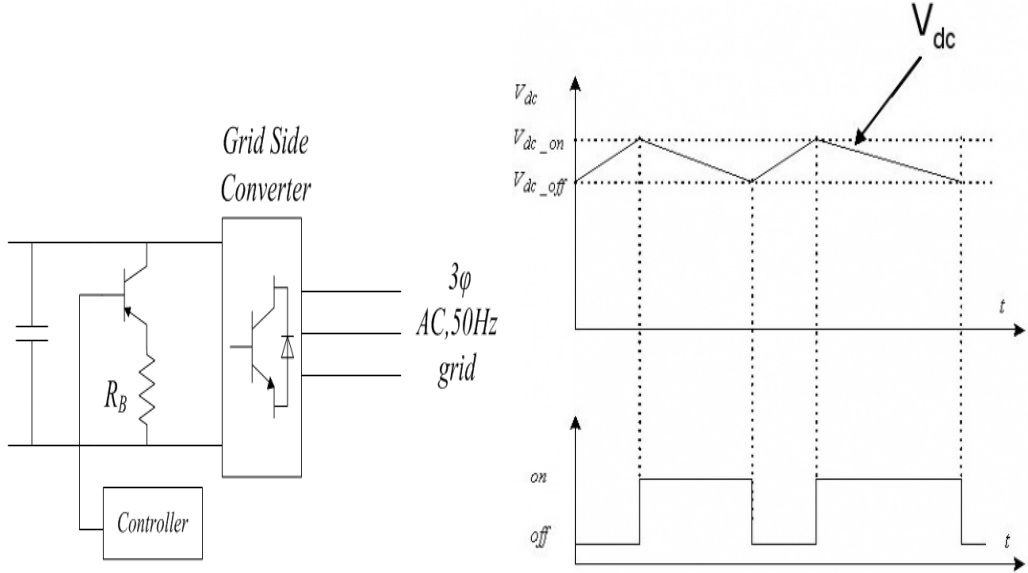 Grid Side
Converter
3φ
AC,50Hz
grid
R_B
Controller
V_dc
V_dc
V_dc_on
V_dc_off
t
on
off
t